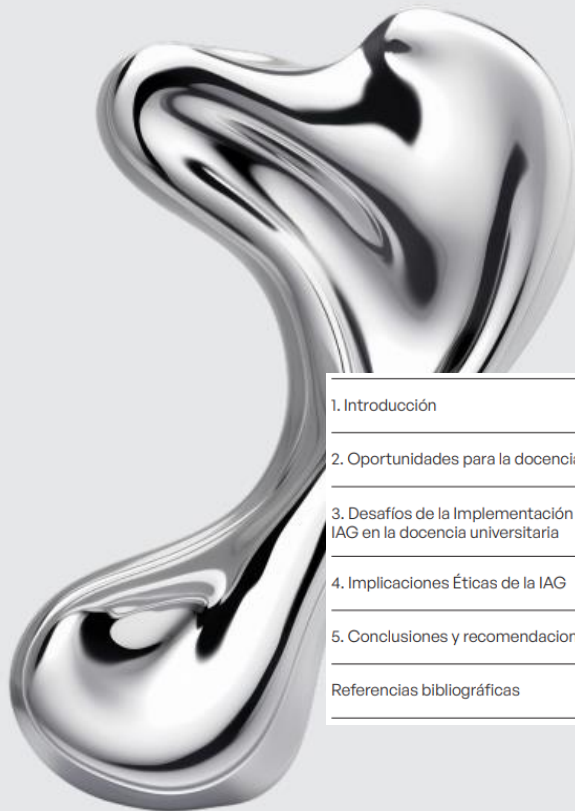 1. Introducción
2. Oportunidades para la docencia
3. Desafíos de la Implementación
IAG en la docencia universitaria
4. Implicaciones Éticas de la IAG
5. Conclusiones y
Referencias bibliográficas